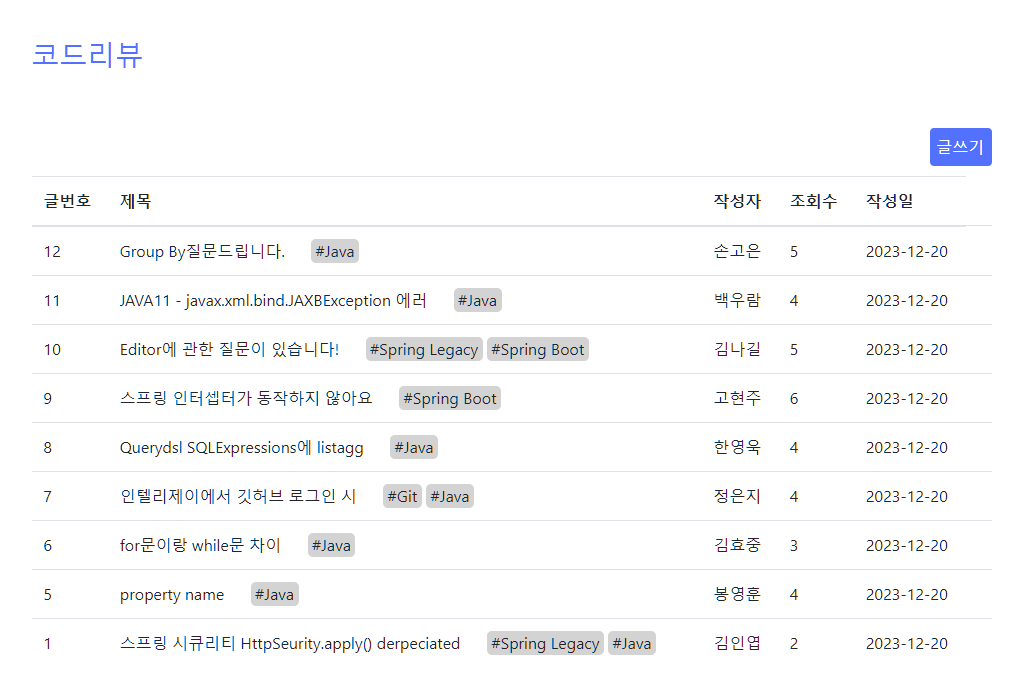 코드리뷰
글쓰기
글번호 제목 작성자 조회수 작성일
12 Group By질문드립니다. #Java 손고은 5 2023-12-20
11 JAVA11 - javax.xml.bind.JAXBException 에러 #Java 백우람 4 2023-12-20
10 Editor에 관한 질문이 있습니다! #Spring Legacy #Spring Boot 김나길 5 2023-12-20
9 스프링 인터셉터가 동작하지 않아요 #Spring Boot 고현주 6 2023-12-20
8 Querydsl SQLExpressions에 listagg #Java 한영욱 4 2023-12-20
7 인텔리제이에서 깃허브 로그인 시 #Git #Java 정은지 4 2023-12-20
6 for문이랑 while문 차이 #Java 김효중 3 2023-12-20
5 property name #Java 봉영훈 4 2023-12-20
1 스프링 시큐리티 HttpSeurity.apply() derpeciated #Spring Legacy #Java 김인엽 2 2023-12-20